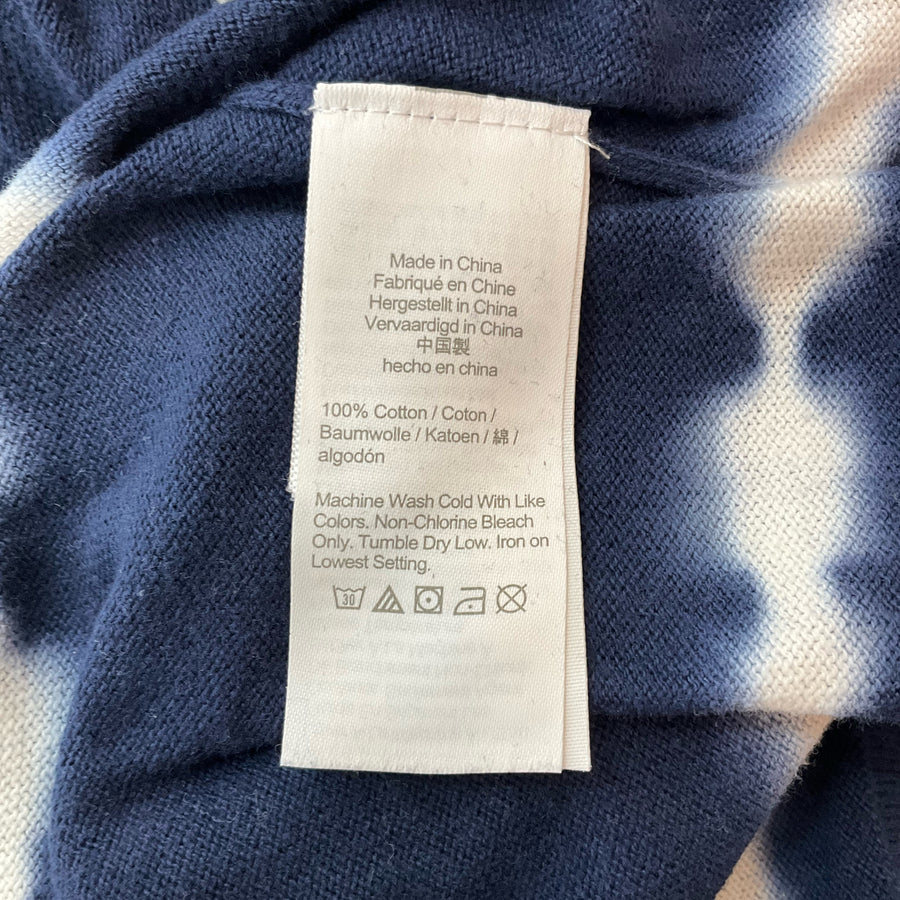 Made in China
Fabriqué en Chine
Hergestellt in China
Vervaardigd in China
中国製
hecho en china
100% Cotton / Coton /
Baumwolle / Katoen / 綿 /
algodón
Machine Wash Cold With Like
Colors. Non-Chlorine Bleach
Only. Tumble Dry Low. Iron on
Lowest Setting.
30